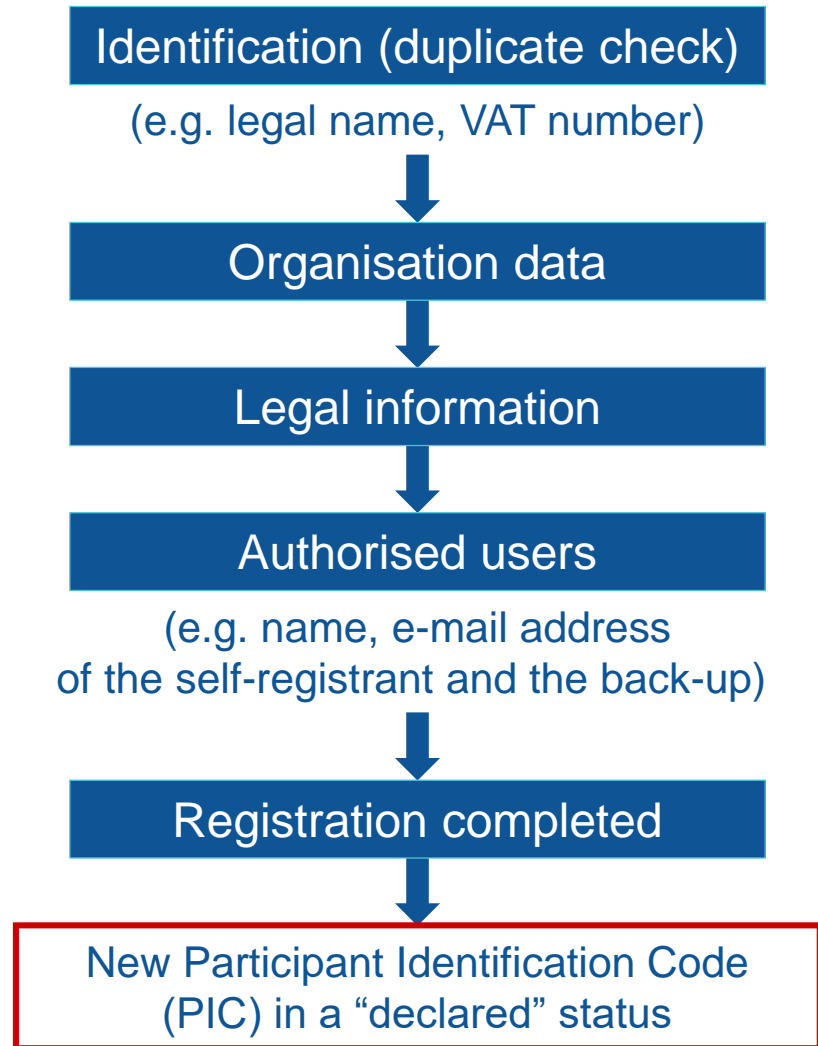 Identification (duplicate check)
(e.g. legal name, VAT number)
Organisation data
Legal information
Authorised users
(e.g. name, e-mail address
of the self-registrant and the back-up)
Registration completed
New Participant Identification Code
(PIC) in a “declared” status